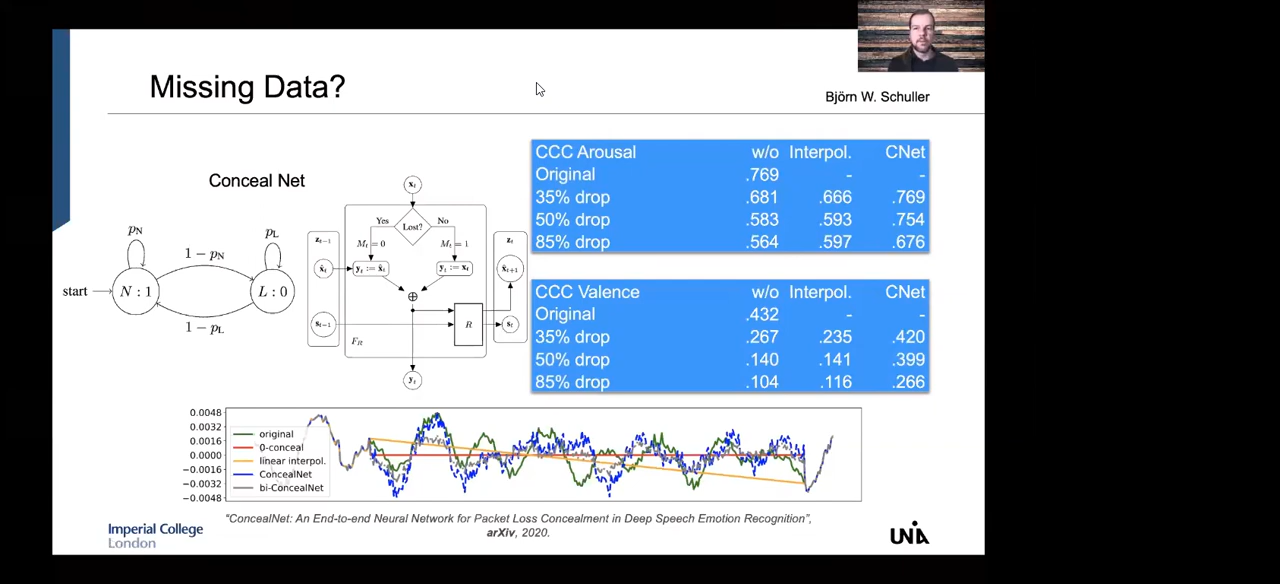 Missing Data?
Björn W. Schuller
Conceal Net
p_N
1 − p_N
p_L
start
N : 1
L : 0
1 − p_L
x_t
Yes
No
Lost?
z_{t−1}
M_t = 0
M_t = 1
z_t
x̂_t
y_t := x̂_t
y_t := x_t
x̂_{t+1}
⊕
s_{t−1}
R
s_t
F_R
y_t
CCC Arousal w/o Interpol. CNet
Original .769 - -
35% drop .681 .666 .769
50% drop .583 .593 .754
85% drop .564 .597 .676
CCC Valence w/o Interpol. CNet
Original .432 - -
35% drop .267 .235 .420
50% drop .140 .141 .399
85% drop .104 .116 .266
0.0048
0.0032
0.0016
0.0000
−0.0016
−0.0032
−0.0048
original
0-conceal
linear interpol.
ConcealNet
bi-ConcealNet
"ConcealNet: An End-to-end Neural Network for Packet Loss Concealment in Deep Speech Emotion Recognition",
arXiv, 2020.
Imperial College
London
UNIA